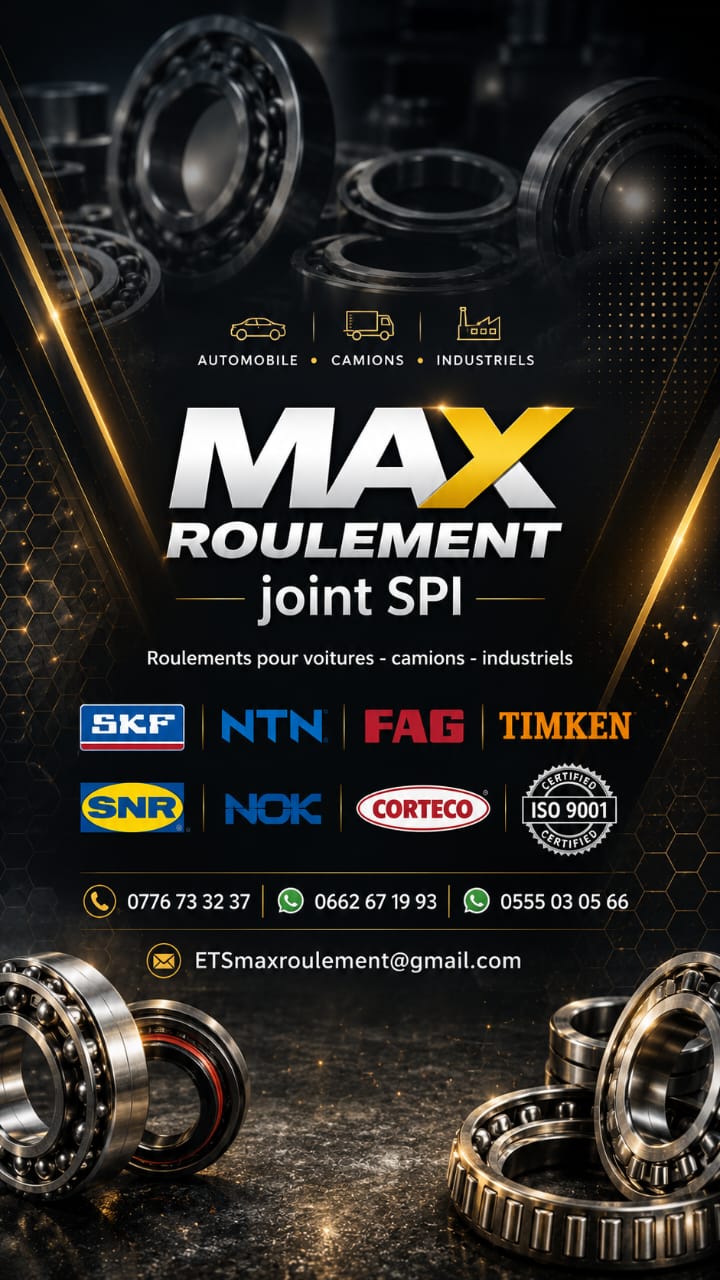 AUTOMOBILE • CAMIONS • INDUSTRIELS
MAX
ROULEMENT
joint SPI
Roulements pour voitures - camions - industriels
SKF NTN FAG TIMKEN
SNR NOK CORTECO CERTIFIED ISO 9001 CERTIFIED
0776 73 32 37 0662 67 19 93 0555 03 05 66
ETSmaxroulement@gmail.com